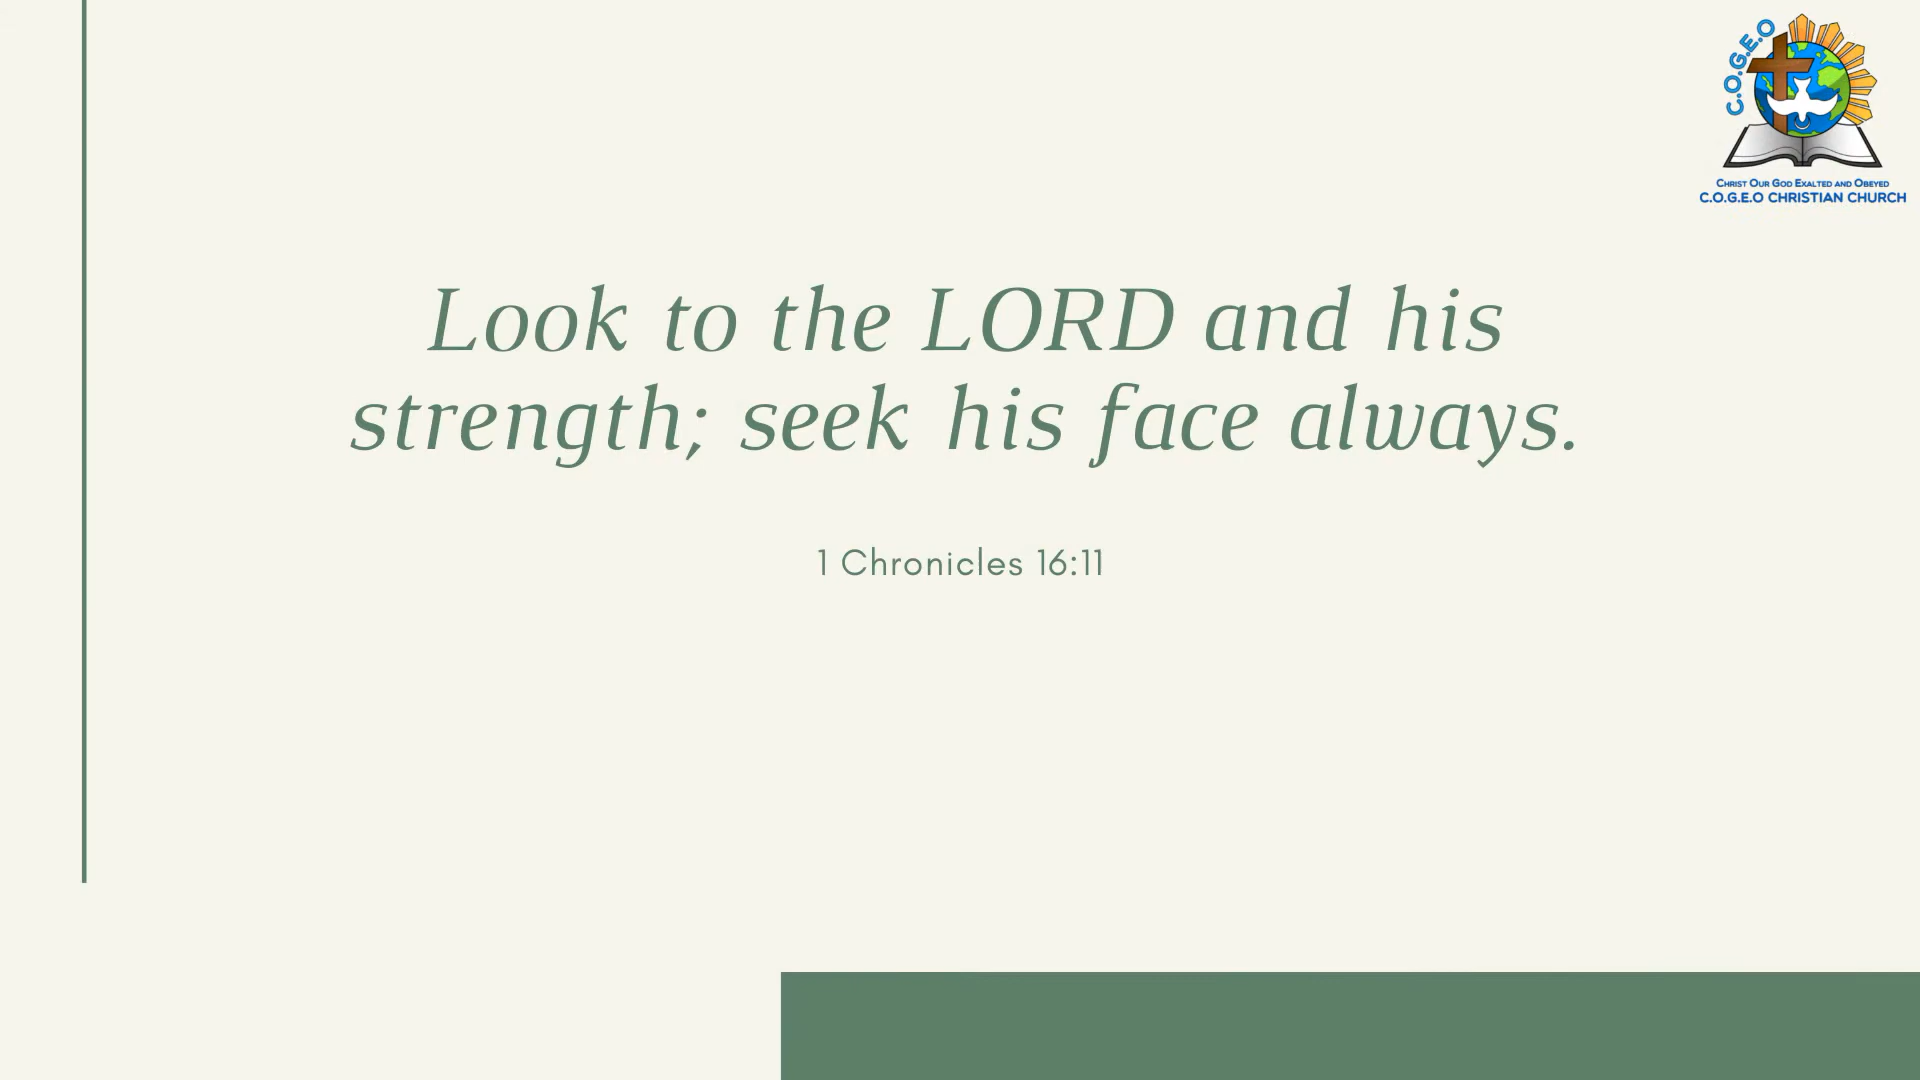 C.O.G.E.O
Christ Our God Exalted and Obeyed
C.O.G.E.O CHRISTIAN CHURCH
Look to the LORD and his
strength; seek his face always.
1 Chronicles 16:11